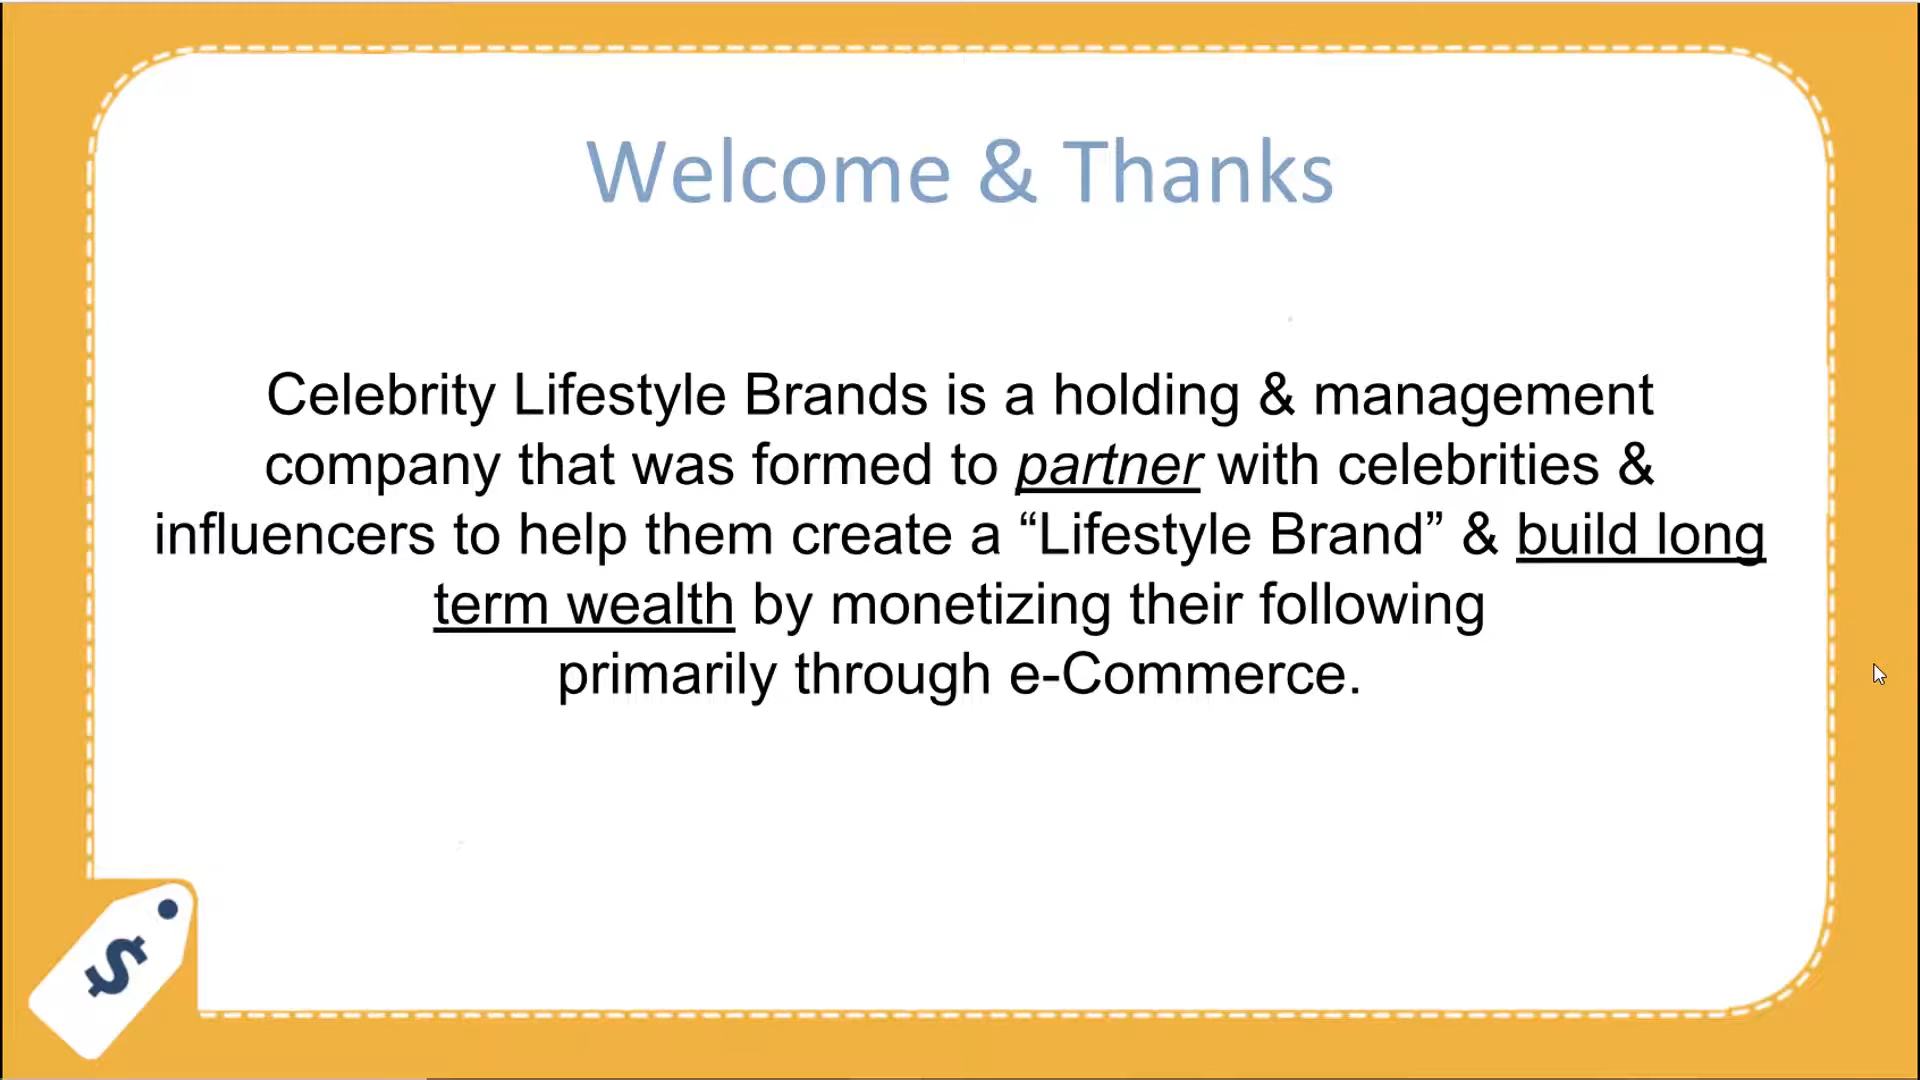 Welcome & Thanks
Celebrity Lifestyle Brands is a holding & management
company that was formed to partner with celebrities &
influencers to help them create a “Lifestyle Brand” & build long
term wealth by monetizing their following
primarily through e-Commerce.
$